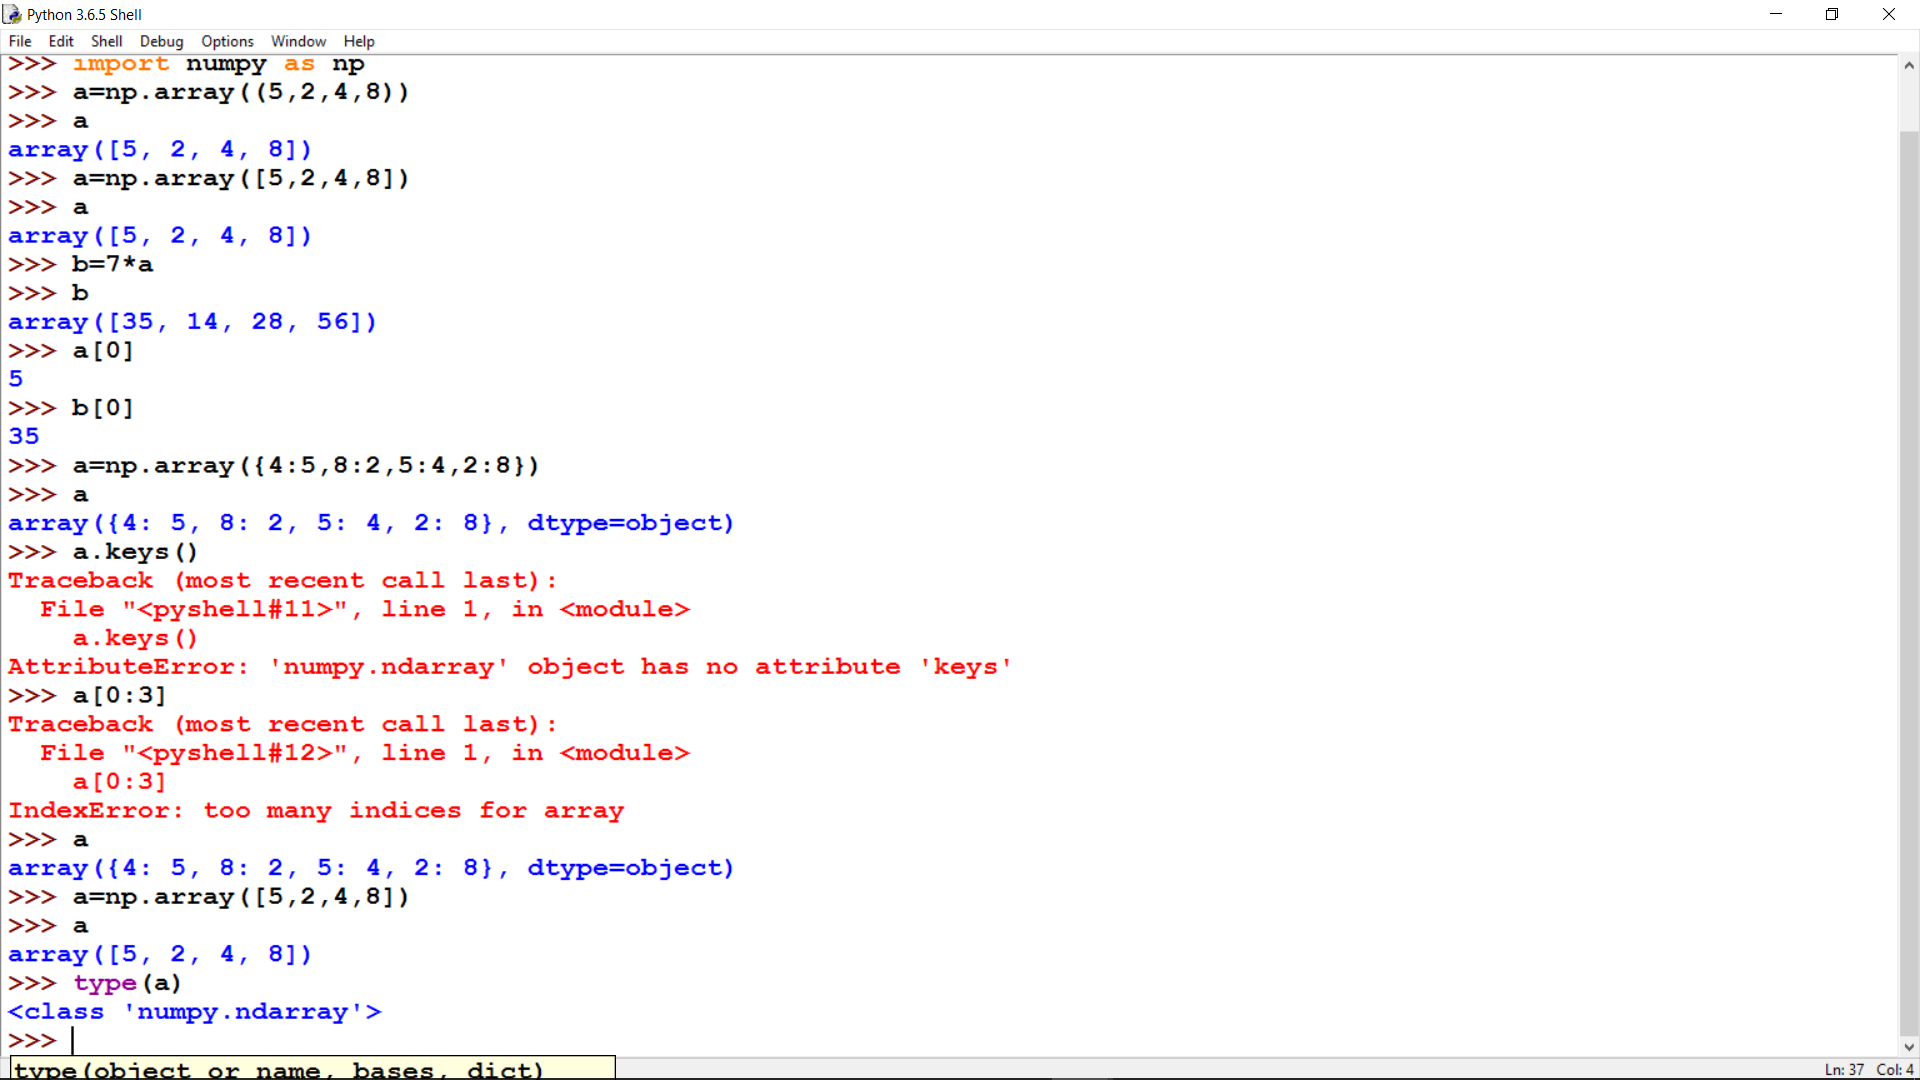 Python 3.6.5 Shell
File Edit Shell Debug Options Window Help
>>> import numpy as np
>>> a=np.array((5,2,4,8))
>>> a
array([5, 2, 4, 8])
>>> a=np.array([5,2,4,8])
>>> a
array([5, 2, 4, 8])
>>> b=7*a
>>> b
array([35, 14, 28, 56])
>>> a[0]
5
>>> b[0]
35
>>> a=np.array({4:5,8:2,5:4,2:8})
>>> a
array({4: 5, 8: 2, 5: 4, 2: 8}, dtype=object)
>>> a.keys()
Traceback (most recent call last):
  File "<pyshell#11>", line 1, in <module>
    a.keys()
AttributeError: 'numpy.ndarray' object has no attribute 'keys'
>>> a[0:3]
Traceback (most recent call last):
  File "<pyshell#12>", line 1, in <module>
    a[0:3]
IndexError: too many indices for array
>>> a
array({4: 5, 8: 2, 5: 4, 2: 8}, dtype=object)
>>> a=np.array([5,2,4,8])
>>> a
array([5, 2, 4, 8])
>>> type(a)
<class 'numpy.ndarray'>
>>>
type(object or name, bases, dict)
Ln: 37 Col: 4